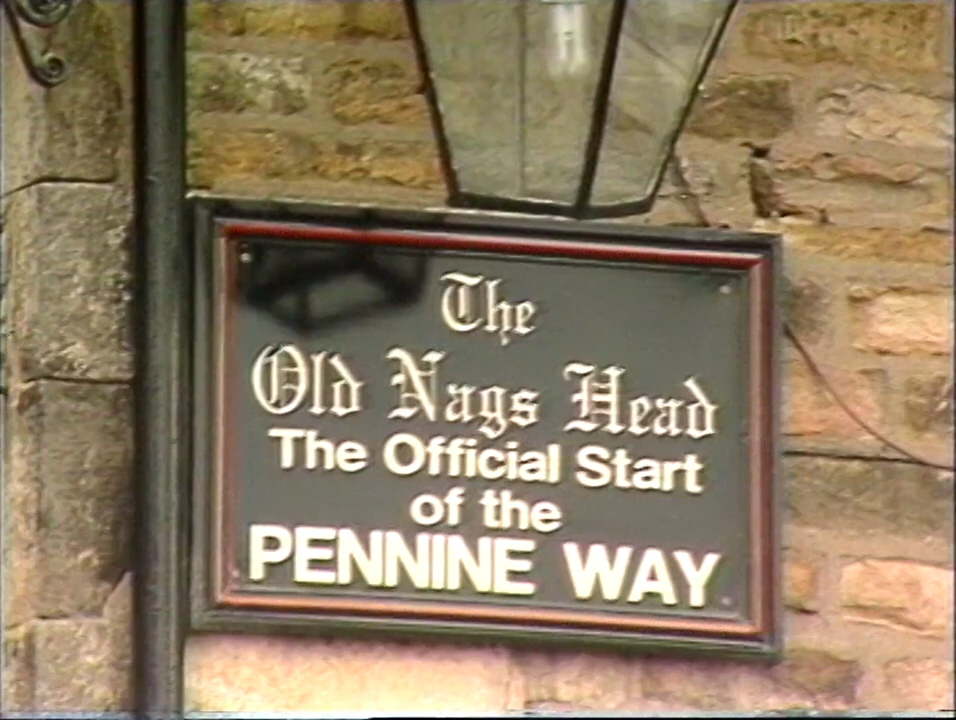 The
Old Nags Head
The Official Start
of the
PENNINE WAY